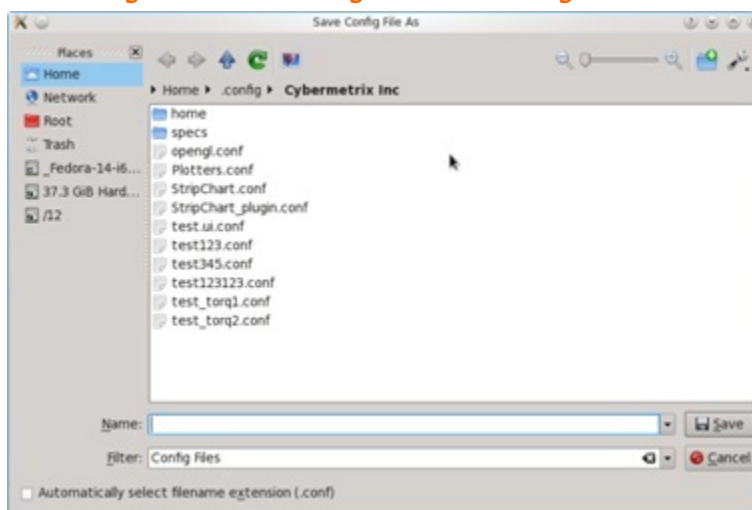 Save Config File As
Places
Home
Network
Root
Trash
_Fedora-14-i6...
37.3 GiB Hard...
/12
Home .config Cybermetrix Inc
home
specs
opengl.conf
Plotters.conf
StripChart.conf
StripChart_plugin.conf
test.ui.conf
test123.conf
test345.conf
test123123.conf
test_torq1.conf
test_torq2.conf
Name:
Save
Filter: Config Files
Cancel
Automatically select filename extension (.conf)